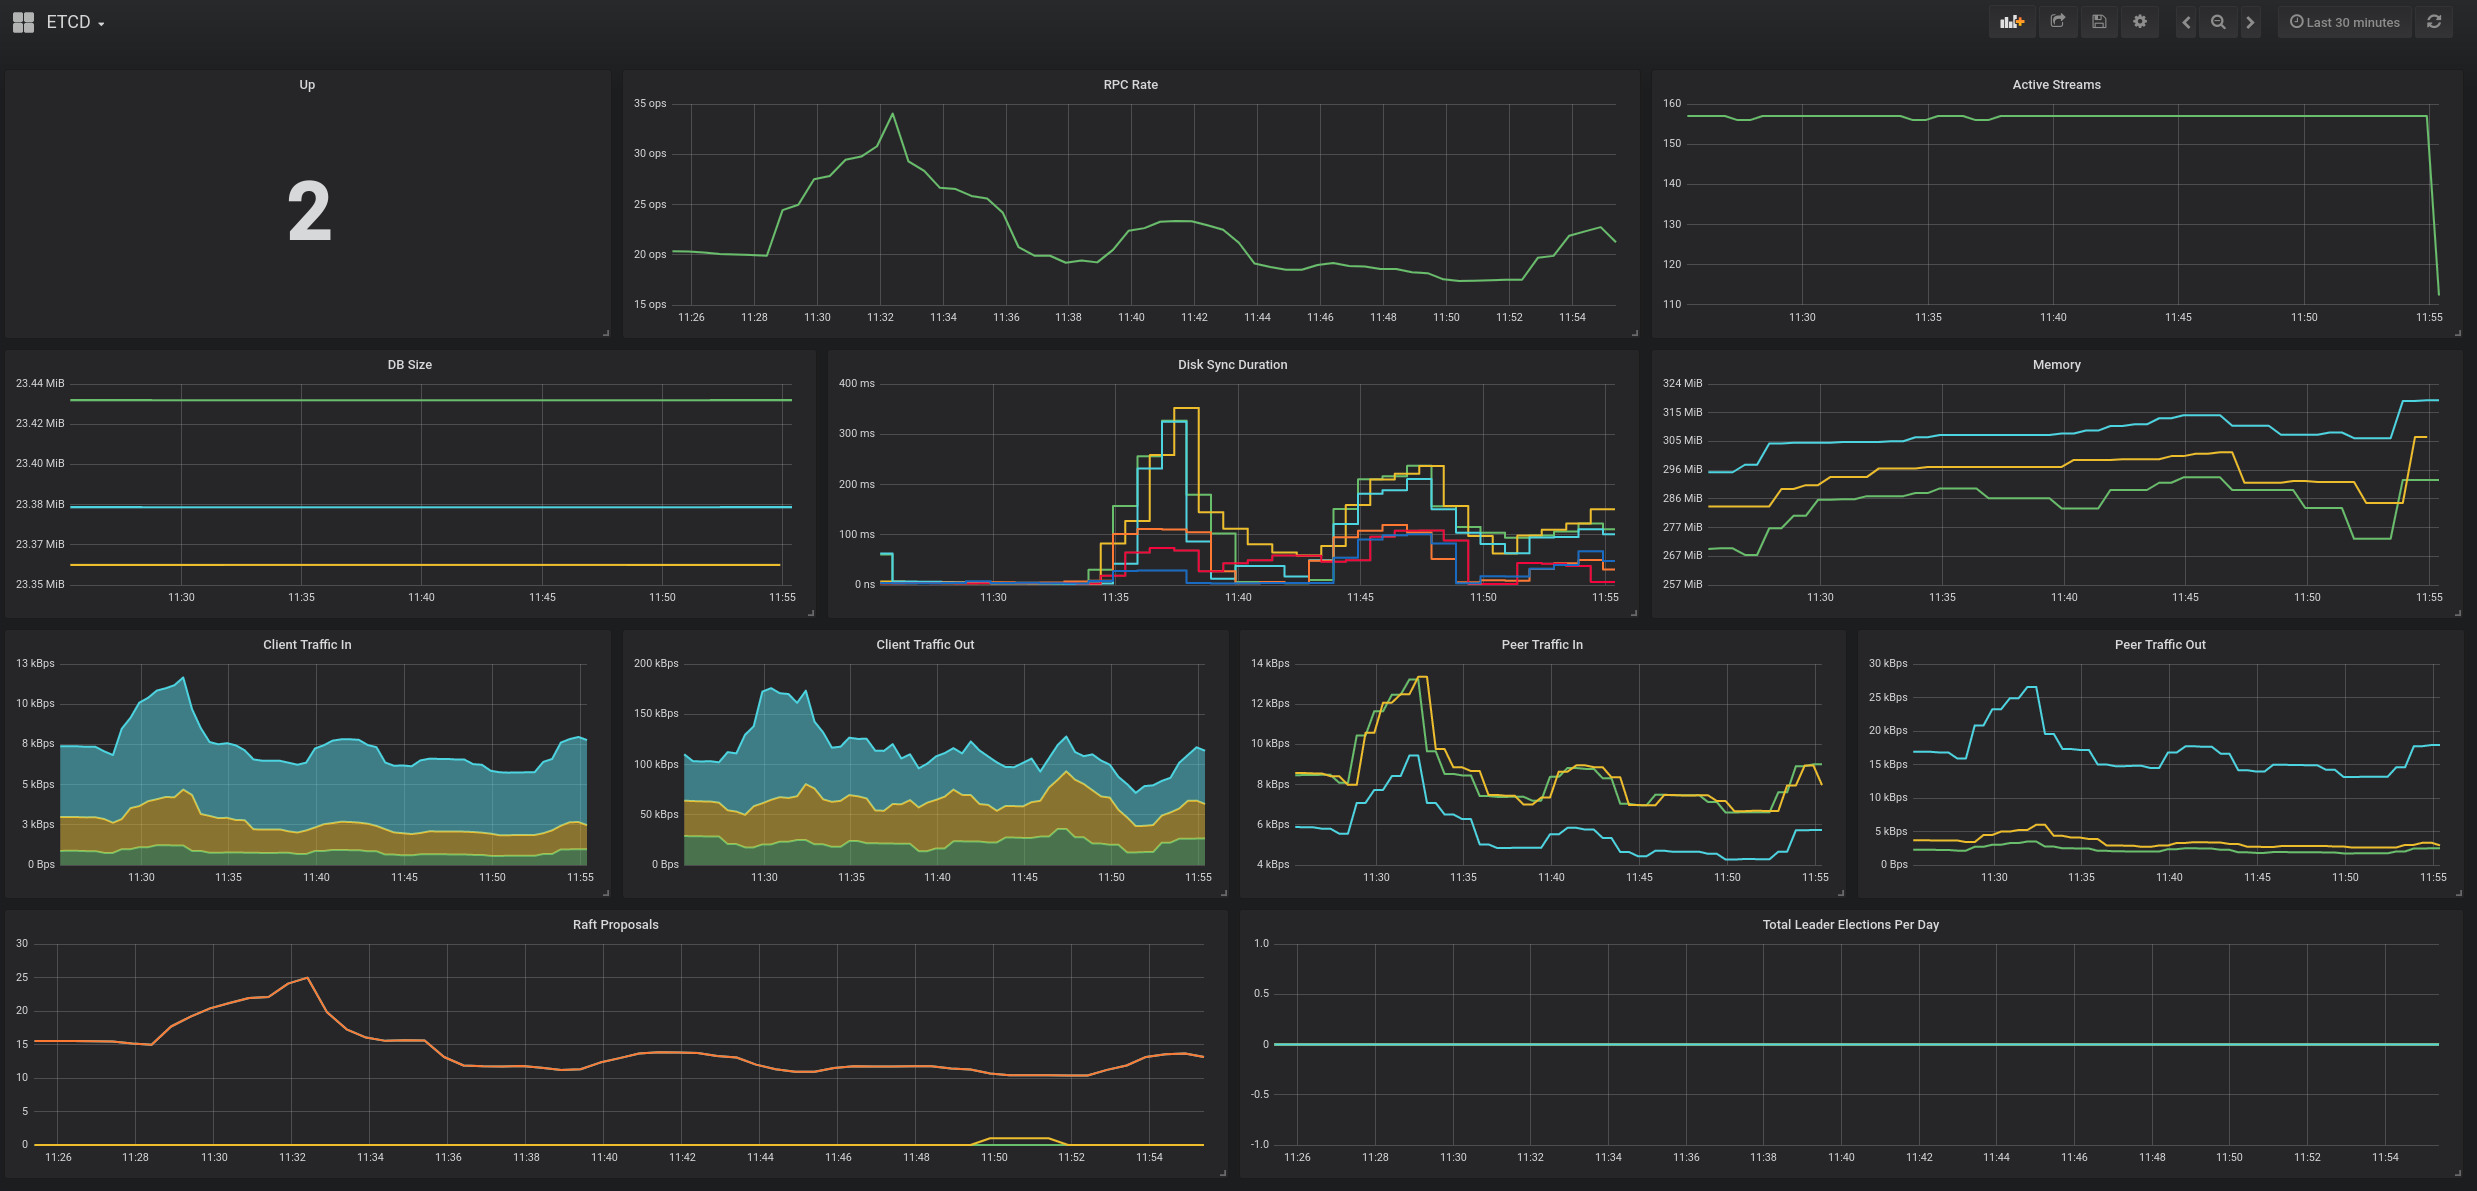 ETCD
Last 30 minutes
Up
2
RPC Rate
35 ops
30 ops
25 ops
20 ops
15 ops
11:26 11:28 11:30 11:32 11:34 11:36 11:38 11:40 11:42 11:44 11:46 11:48 11:50 11:52 11:54
Active Streams
160
150
140
130
120
110
11:30 11:35 11:40 11:45 11:50 11:55
DB Size
23.44 MiB
23.42 MiB
23.40 MiB
23.38 MiB
23.37 MiB
23.35 MiB
11:30 11:35 11:40 11:45 11:50 11:55
Disk Sync Duration
400 ms
300 ms
200 ms
100 ms
0 ns
11:30 11:35 11:40 11:45 11:50 11:55
Memory
324 MiB
315 MiB
305 MiB
296 MiB
286 MiB
277 MiB
267 MiB
257 MiB
11:30 11:35 11:40 11:45 11:50 11:55
Client Traffic In
13 kBps
10 kBps
8 kBps
5 kBps
3 kBps
0 Bps
11:30 11:35 11:40 11:45 11:50 11:55
Client Traffic Out
200 kBps
150 kBps
100 kBps
50 kBps
0 Bps
11:30 11:35 11:40 11:45 11:50 11:55
Peer Traffic In
14 kBps
12 kBps
10 kBps
8 kBps
6 kBps
4 kBps
11:30 11:35 11:40 11:45 11:50 11:55
Peer Traffic Out
30 kBps
25 kBps
20 kBps
15 kBps
10 kBps
5 kBps
0 Bps
11:30 11:35 11:40 11:45 11:50 11:55
Raft Proposals
30
25
20
15
10
5
0
11:26 11:28 11:30 11:32 11:34 11:36 11:38 11:40 11:42 11:44 11:46 11:48 11:50 11:52 11:54
Total Leader Elections Per Day
1.0
0.5
0
-0.5
-1.0
11:26 11:28 11:30 11:32 11:34 11:36 11:38 11:40 11:42 11:44 11:46 11:48 11:50 11:52 11:54